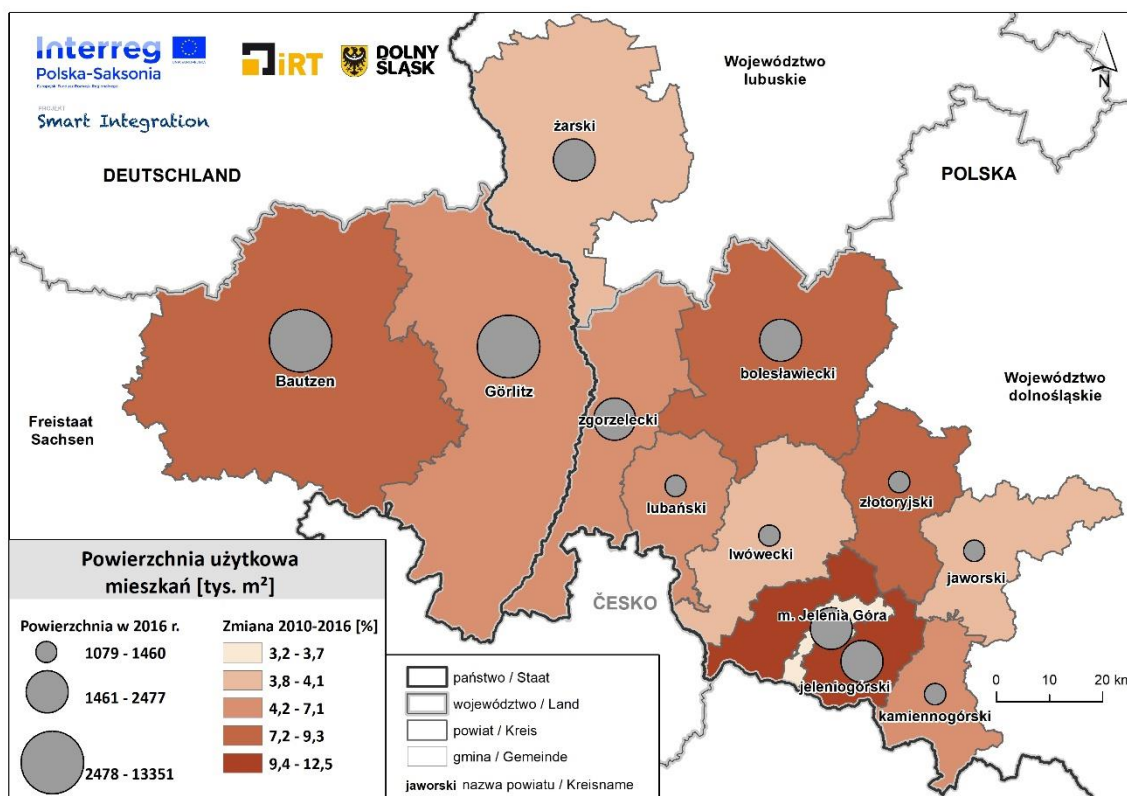 Interreg
Polska-Saksonia
PROJEKT
Smart Integration
iRT
DOLNY
ŚLĄSK
Województwo
lubuskie
N
DEUTSCHLAND
POLSKA
żarski
Bautzen
Görlitz
zgorzelecki
bolesławiecki
Województwo
dolnośląskie
Freistaat
Sachsen
lubański
złotoryjski
lwówecki
jaworski
ČESKO
m. Jelenia Góra
jeleniogórski
kamiennogórski
0 10 20 km
Powierzchnia użytkowa
mieszkań [tys. m²]
Powierzchnia w 2016 r.
1079 - 1460
1461 - 2477
2478 - 13351
Zmiana 2010-2016 [%]
3,2 - 3,7
3,8 - 4,1
4,2 - 7,1
7,2 - 9,3
9,4 - 12,5
państwo / Staat
województwo / Land
powiat / Kreis
gmina / Gemeinde
jaworski nazwa powiatu / Kreisname